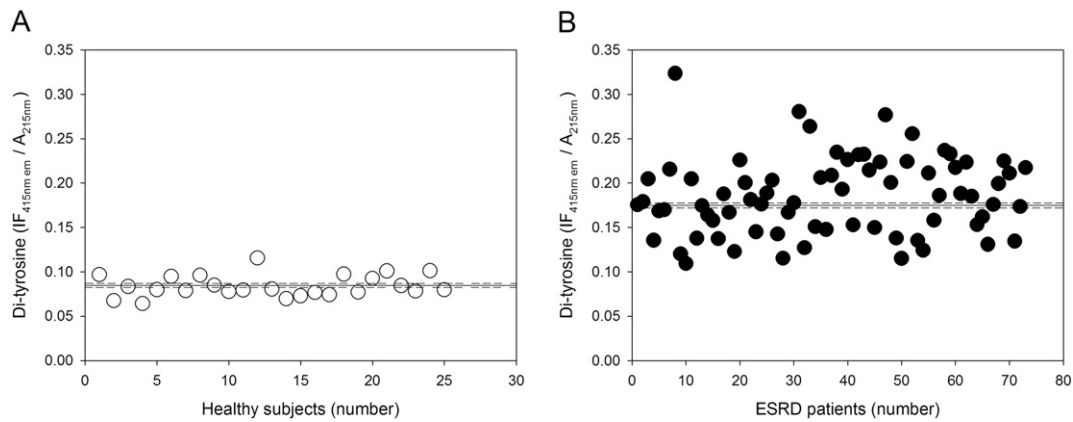 A
B
Di-tyrosine (IF415nm em / A215nm)
0.35
0.30
0.25
0.20
0.15
0.10
0.05
0.00
0 5 10 15 20 25 30
Healthy subjects (number)
Di-tyrosine (IF415nm em / A215nm)
0.35
0.30
0.25
0.20
0.15
0.10
0.05
0.00
0 10 20 30 40 50 60 70 80
ESRD patients (number)